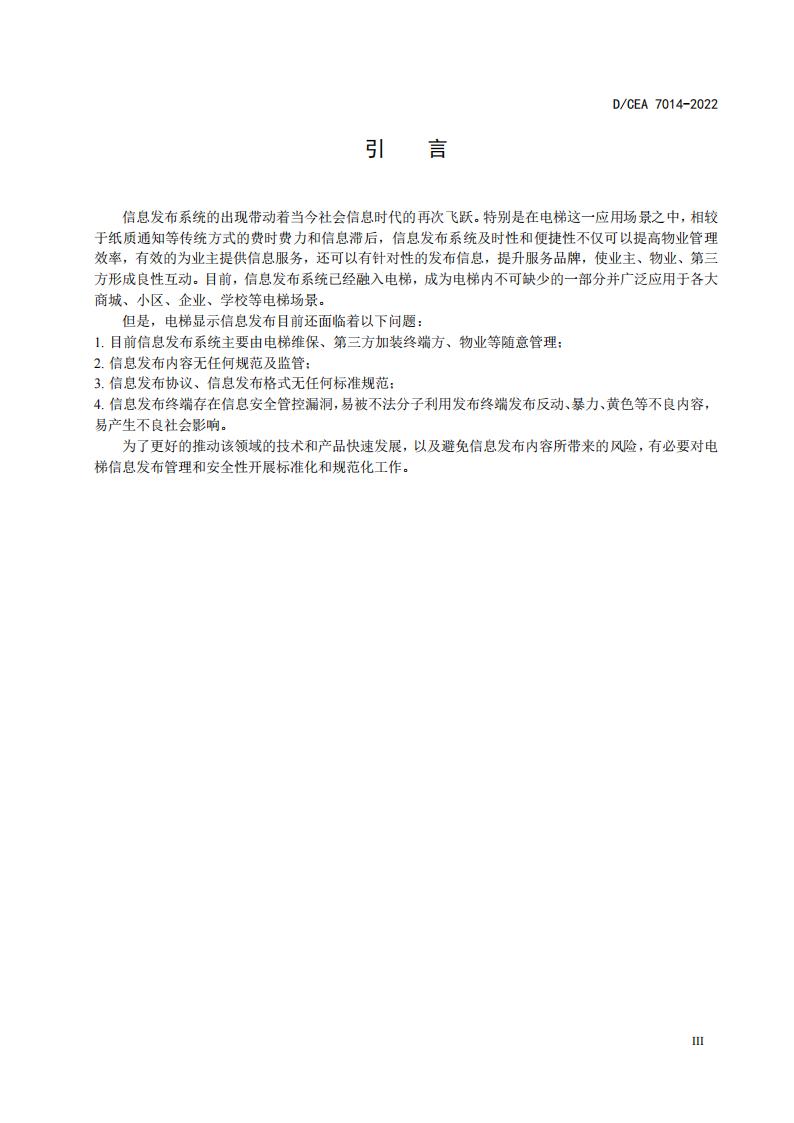 D/CEA 7014-2022
引 言
信息发布系统的出现带动着当今社会信息时代的再次飞跃。特别是在电梯这一应用场景之中，相较
于纸质通知等传统方式的费时费力和信息滞后，信息发布系统及时性和便捷性不仅可以提高物业管理
效率，有效的为业主提供信息服务，还可以有针对性的发布信息，提升服务品牌，使业主、物业、第三
方形成良性互动。目前，信息发布系统已经融入电梯，成为电梯内不可缺少的一部分并广泛应用于各大
商城、小区、企业、学校等电梯场景。
但是，电梯显示信息发布目前还面临着以下问题：
1. 目前信息发布系统主要由电梯维保、第三方加装终端方、物业等随意管理；
2. 信息发布内容无任何规范及监管；
3. 信息发布协议、信息发布格式无任何标准规范；
4. 信息发布终端存在信息安全管控漏洞，易被不法分子利用发布终端发布反动、暴力、黄色等不良内容，
易产生不良社会影响。
为了更好的推动该领域的技术和产品快速发展，以及避免信息发布内容所带来的风险，有必要对电
梯信息发布管理和安全性开展标准化和规范化工作。
III